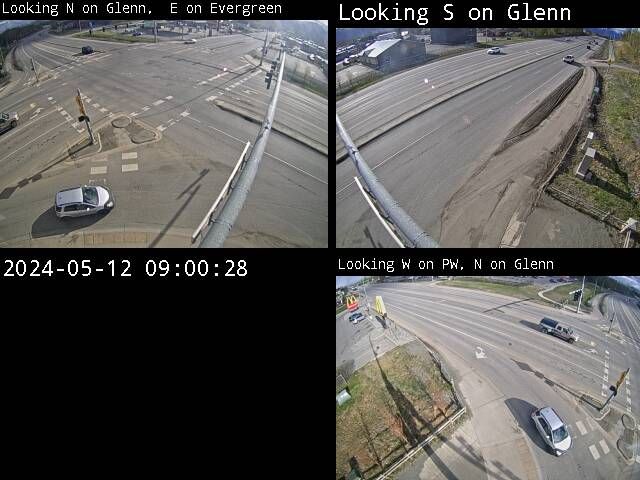 Looking N on Glenn,  E on Evergreen
Looking S on Glenn
2024-05-12 09:00:28
Looking W on PW, N on Glenn